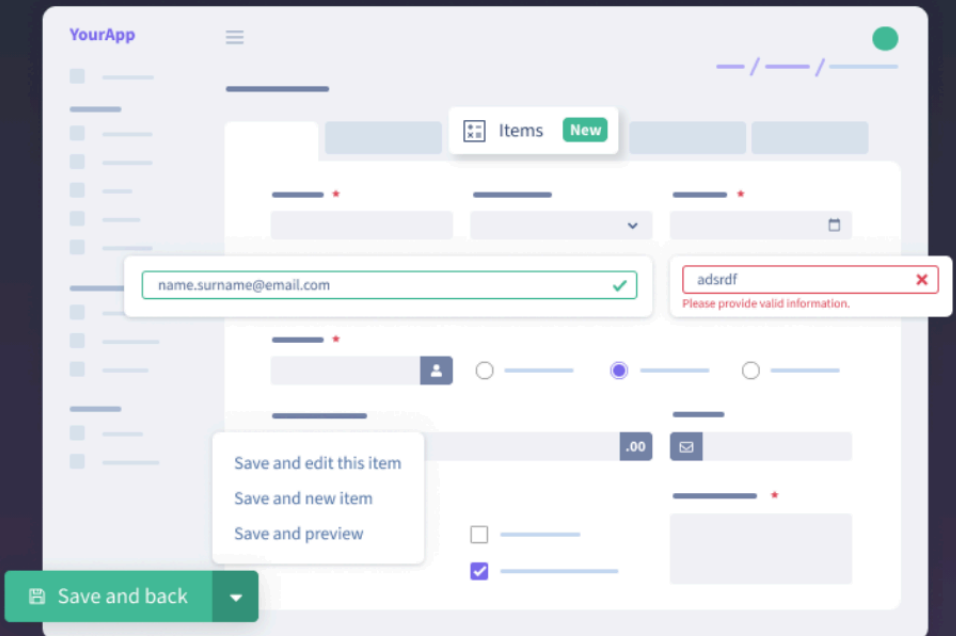 YourApp
Items New
name.surname@email.com
adsrdf
Please provide valid information.
.00
Save and edit this item
Save and new item
Save and preview
Save and back